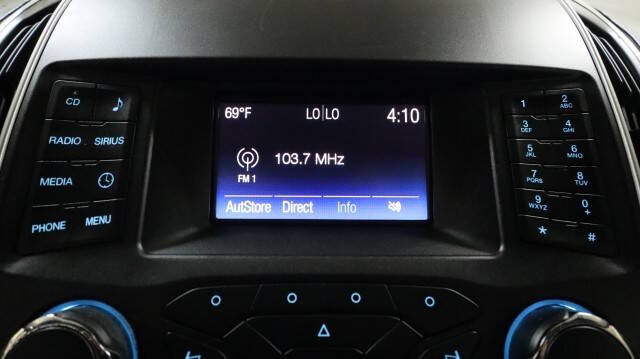 CD
RADIO SIRIUS
MEDIA
PHONE MENU
69°F LO LO 4:10
103.7 MHz
FM 1
AutStore Direct Info
1 2 ABC
3 DEF 4 GHI
5 JKL 6 MNO
7 PQRS 8 TUV
9 WXYZ 0 +
* #